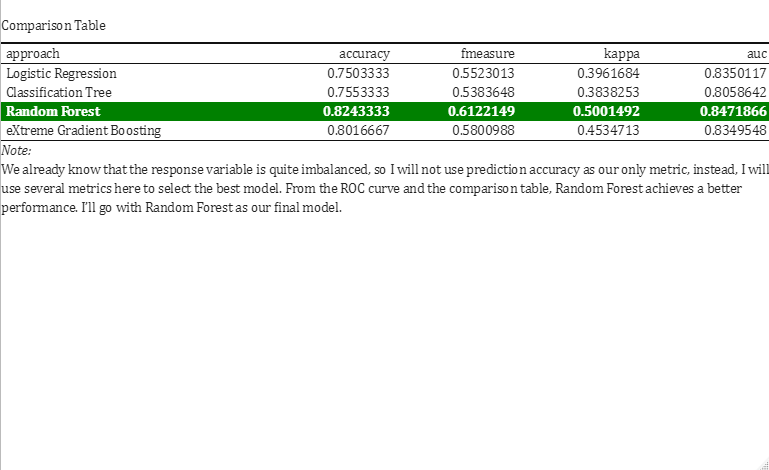 Comparison Table
approach accuracy fmeasure kappa auc
Logistic Regression 0.7503333 0.5523013 0.3961684 0.8350117
Classification Tree 0.7553333 0.5383648 0.3838253 0.8058642
Random Forest 0.8243333 0.6122149 0.5001492 0.8471866
eXtreme Gradient Boosting 0.8016667 0.5800988 0.4534713 0.8349548
Note:
We already know that the response variable is quite imbalanced, so I will not use prediction accuracy as our only metric, instead, I will
use several metrics here to select the best model. From the ROC curve and the comparison table, Random Forest achieves a better
performance. I’ll go with Random Forest as our final model.